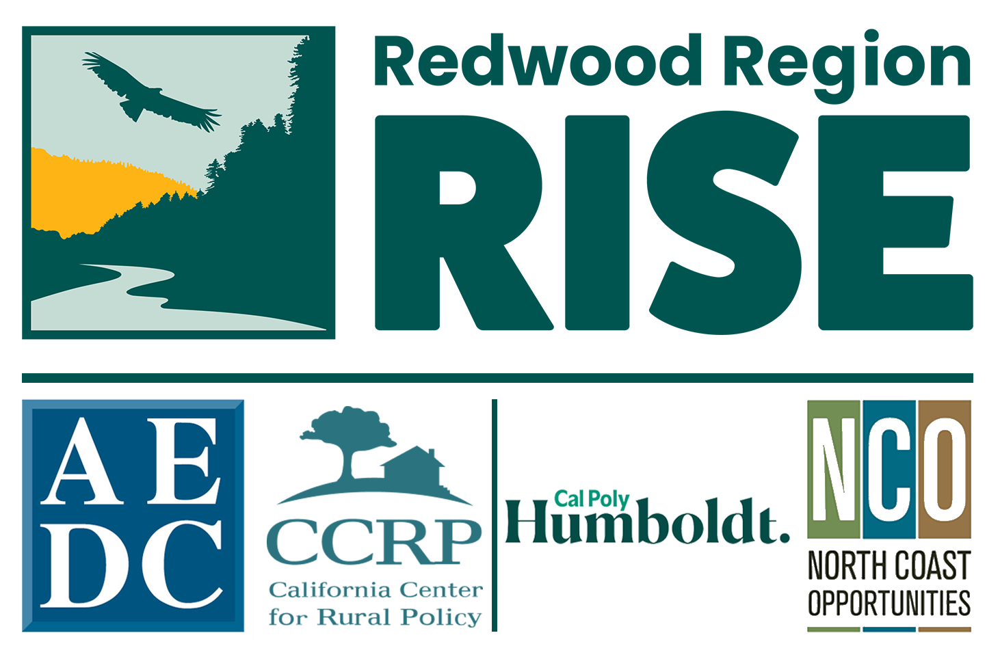 Redwood Region
RISE
AE
DC
CCRP
California Center
for Rural Policy
Cal Poly
Humboldt.
NCO
NORTH COAST
OPPORTUNITIES